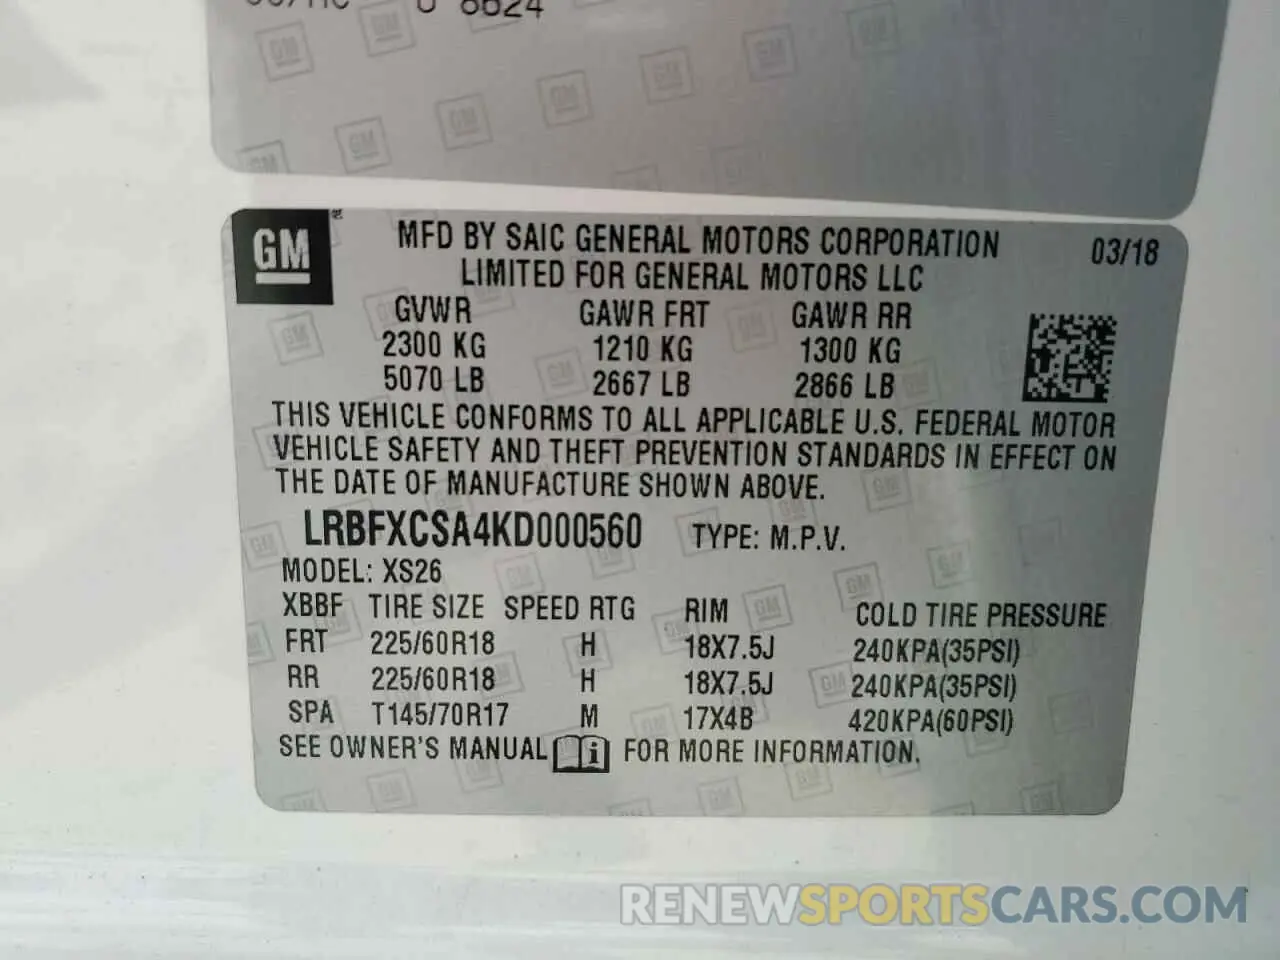 8624
GM
MFD BY SAIC GENERAL MOTORS CORPORATION 03/18
LIMITED FOR GENERAL MOTORS LLC
GVWR GAWR FRT GAWR RR
2300 KG 1210 KG 1300 KG
5070 LB 2667 LB 2866 LB
THIS VEHICLE CONFORMS TO ALL APPLICABLE U.S. FEDERAL MOTOR
VEHICLE SAFETY AND THEFT PREVENTION STANDARDS IN EFFECT ON
THE DATE OF MANUFACTURE SHOWN ABOVE.
LRBFXCSA4KD000560 TYPE: M.P.V.
MODEL: XS26
XBBF TIRE SIZE SPEED RTG RIM COLD TIRE PRESSURE
FRT 225/60R18 H 18X7.5J 240KPA(35PSI)
RR 225/60R18 H 18X7.5J 240KPA(35PSI)
SPA T145/70R17 M 17X4B 420KPA(60PSI)
SEE OWNER'S MANUAL i FOR MORE INFORMATION.
RENEWSPORTSCARS.COM